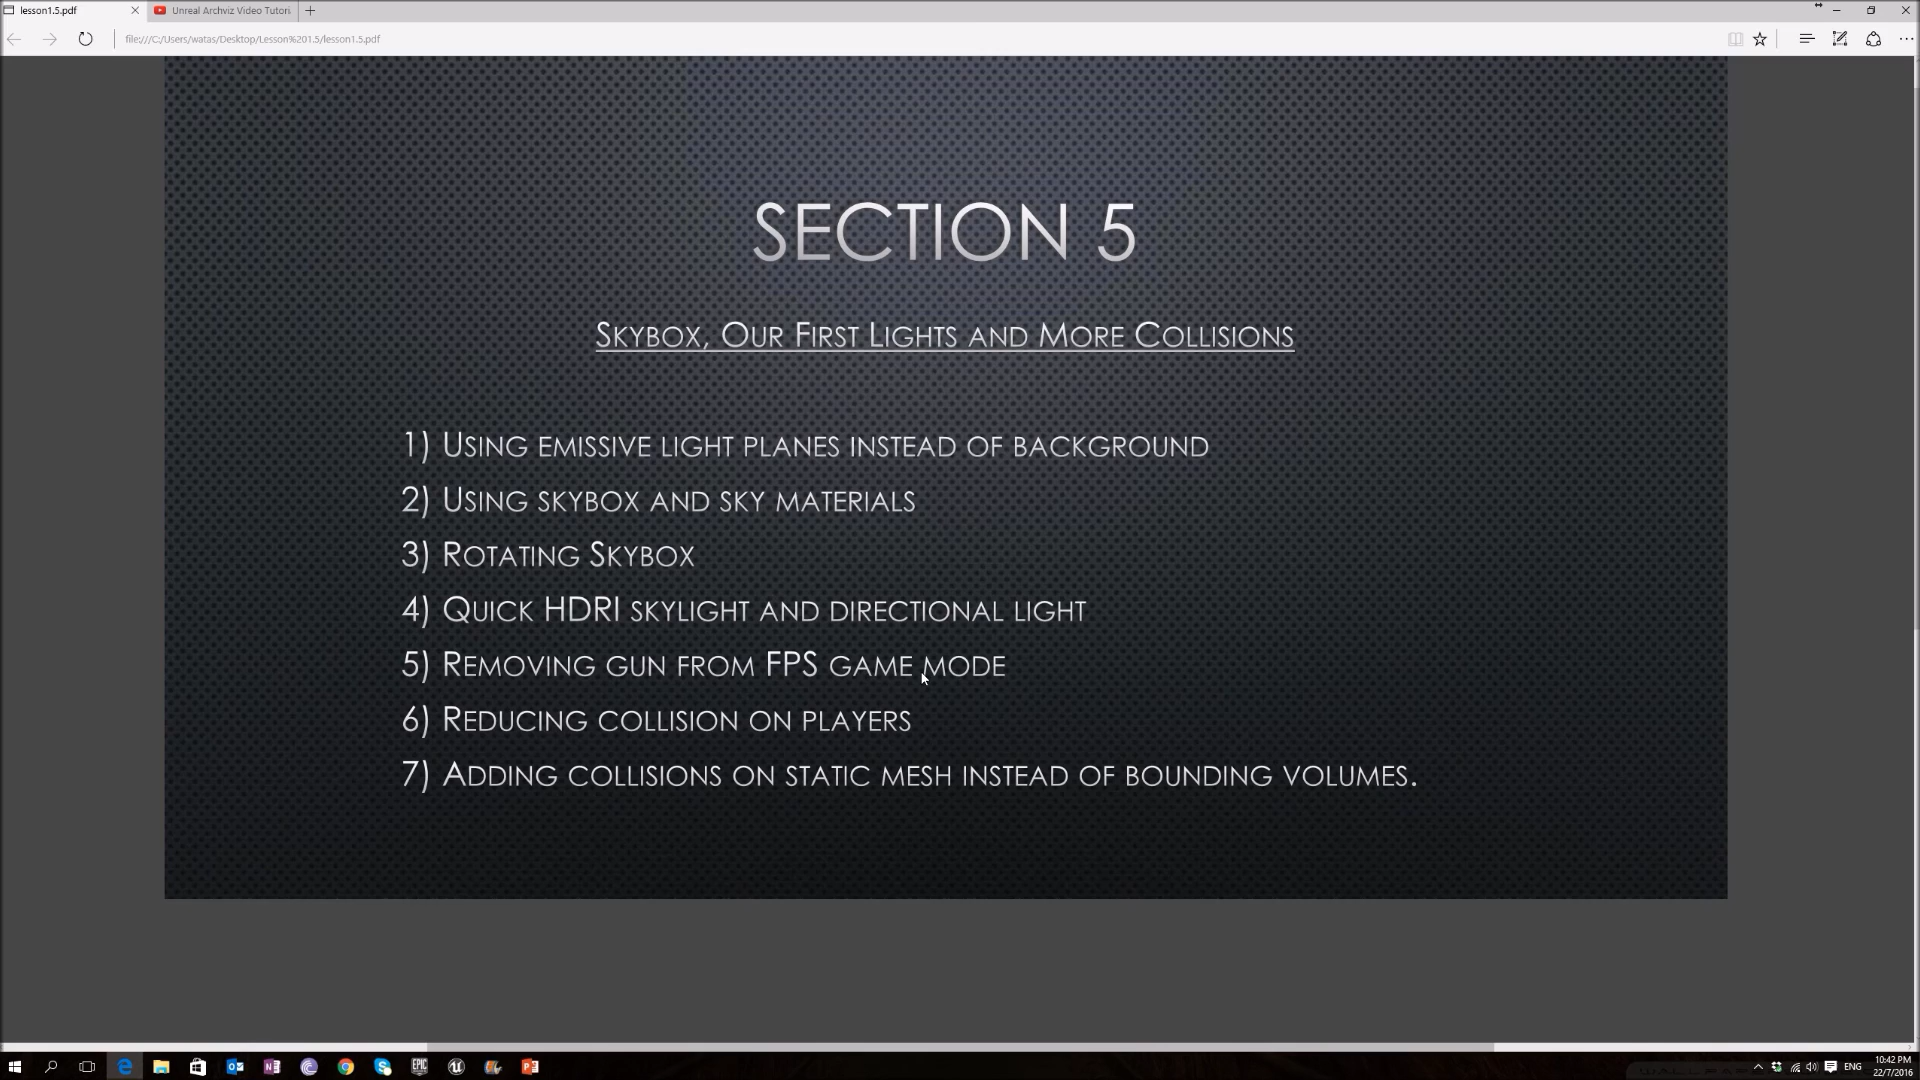 lesson1.5.pdf
Unreal Archviz Video Tutori
file:///C:/Users/watas/Desktop/Lesson%201.5/lesson1.5.pdf
SECTION 5
SKYBOX, OUR FIRST LIGHTS AND MORE COLLISIONS
1) USING EMISSIVE LIGHT PLANES INSTEAD OF BACKGROUND
2) USING SKYBOX AND SKY MATERIALS
3) ROTATING SKYBOX
4) QUICK HDRI SKYLIGHT AND DIRECTIONAL LIGHT
5) REMOVING GUN FROM FPS GAME MODE
6) REDUCING COLLISION ON PLAYERS
7) ADDING COLLISIONS ON STATIC MESH INSTEAD OF BOUNDING VOLUMES.
EPIC
ENG
10:42 PM
22/7/2016